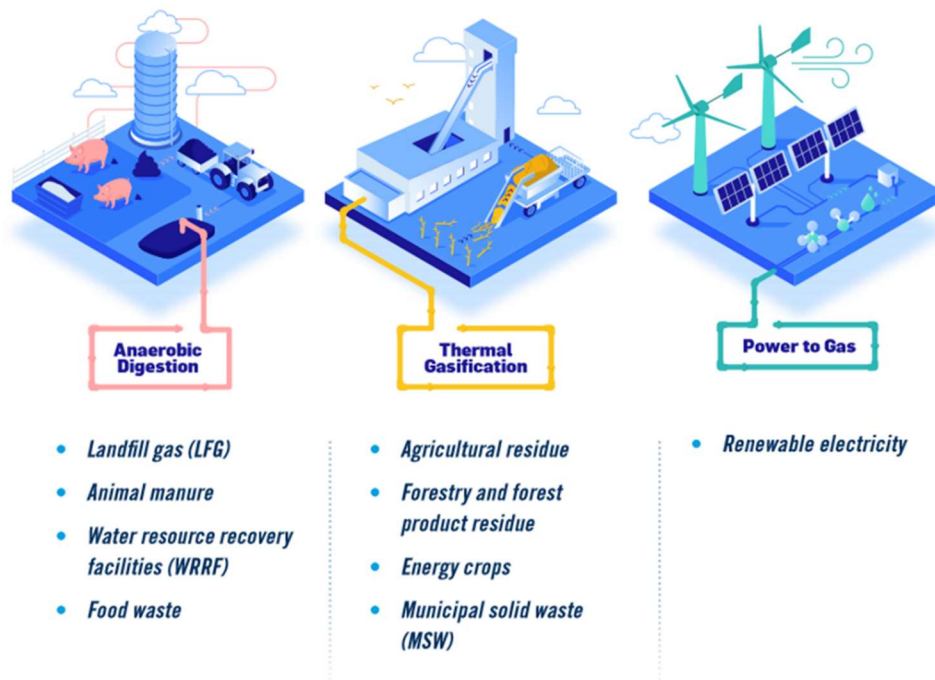 Anaerobic
Digestion
Thermal
Gasification
Power to Gas
• Landfill gas (LFG)
• Animal manure
• Water resource recovery
facilities (WRRF)
• Food waste
• Agricultural residue
• Forestry and forest
product residue
• Energy crops
• Municipal solid waste
(MSW)
• Renewable electricity